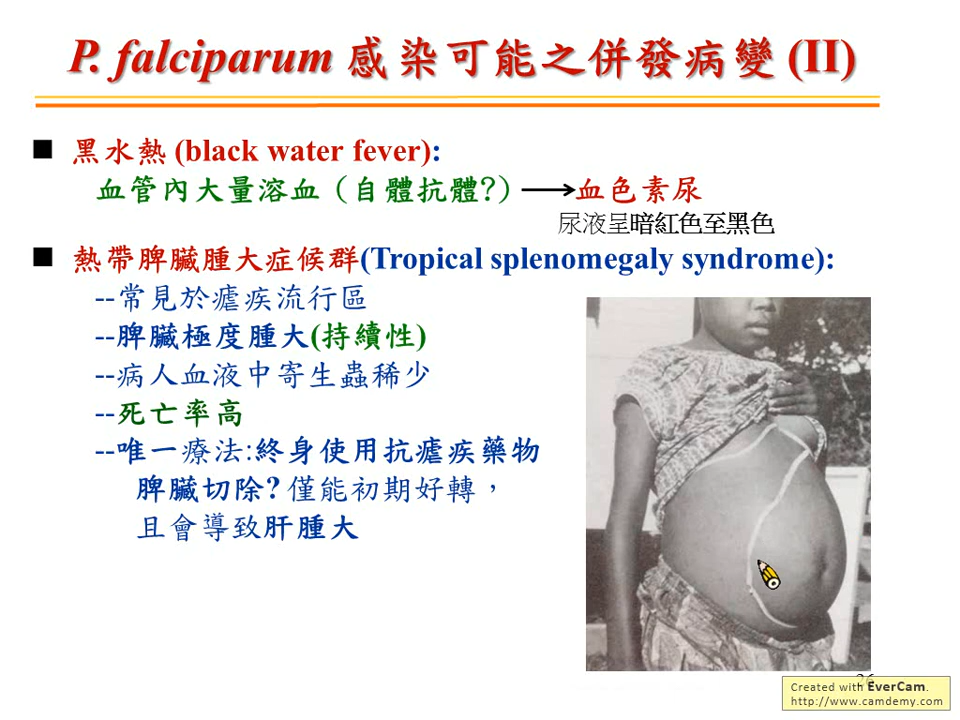 P. falciparum 感染可能之併發病變 (II)
■ 黑水熱 (black water fever):
血管內大量溶血 (自體抗體?) → 血色素尿
尿液呈暗紅色至黑色
■ 熱帶脾臟腫大症候群(Tropical splenomegaly syndrome):
--常見於瘧疾流行區
--脾臟極度腫大(持續性)
--病人血液中寄生蟲稀少
--死亡率高
--唯一療法:終身使用抗瘧疾藥物
脾臟切除? 僅能初期好轉，
且會導致肝腫大
26
Created with EverCam.
http://www.camdemy.com